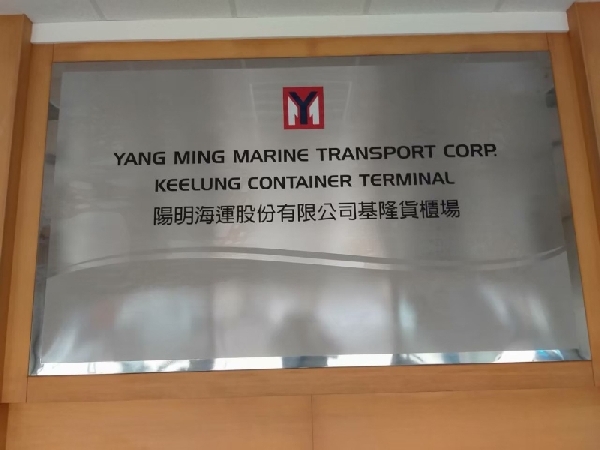 YM
YANG MING MARINE TRANSPORT CORP.
KEELUNG CONTAINER TERMINAL
陽明海運股份有限公司基隆貨櫃場